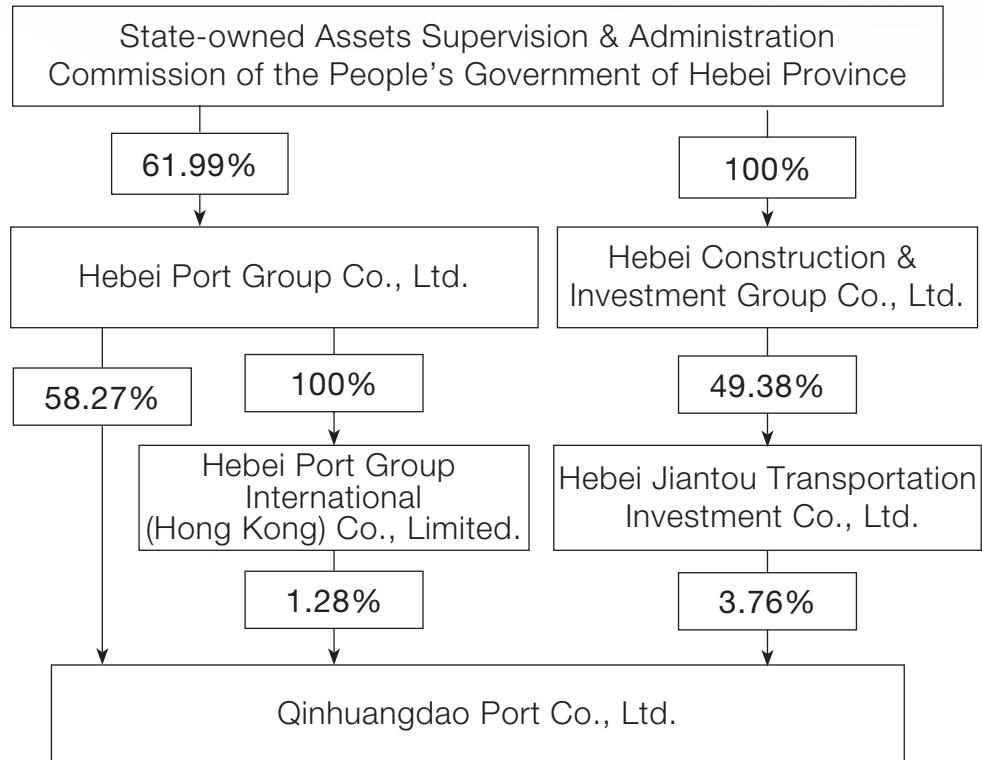 State-owned Assets Supervision & Administration
Commission of the People's Government of Hebei Province
61.99%
100%
Hebei Port Group Co., Ltd.
Hebei Construction &
Investment Group Co., Ltd.
58.27%
100%
49.38%
Hebei Port Group
International
(Hong Kong) Co., Limited.
Hebei Jiantou Transportation
Investment Co., Ltd.
1.28%
3.76%
Qinhuangdao Port Co., Ltd.